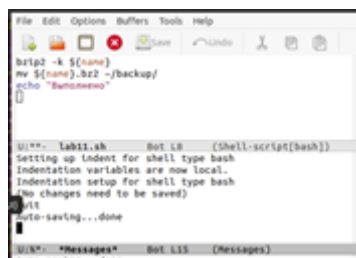 File Edit Options Buffers Tools Help
Save Undo
bzip2 -k ${name}
mv ${name}.bz2 ~/backup/
echo "Выполнено"
U:**- lab11.sh Bot L8 (Shell-script[bash])
Setting up indent for shell type bash
Indentation variables are now local.
Indentation setup for shell type bash
(No changes need to be saved)
Quit
Auto-saving...done
U:%*- *Messages* Bot L15 (Messages)